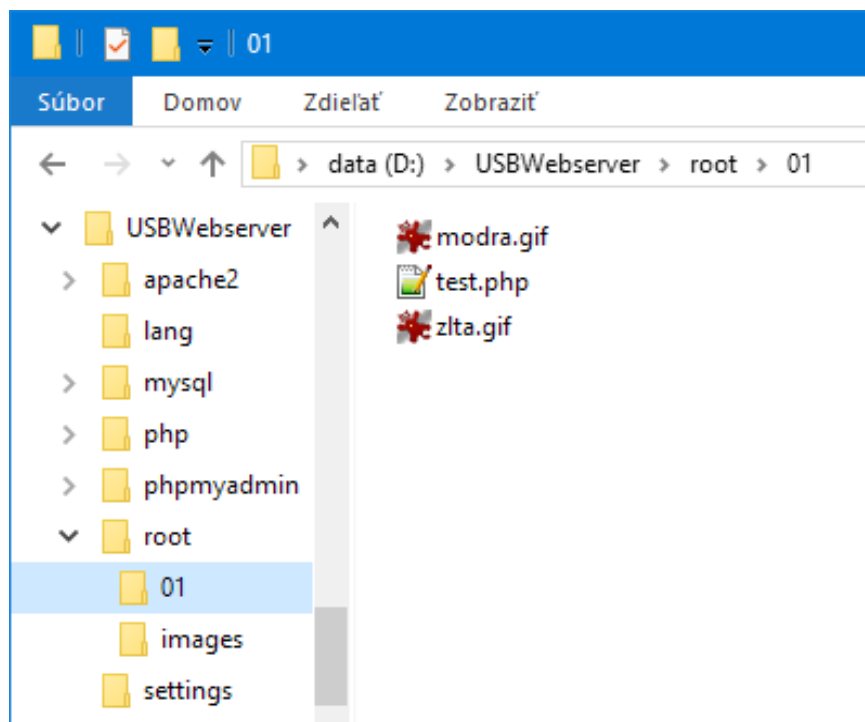 01
Súbor Domov Zdieľať Zobraziť
data (D:) USBWebserver root 01
USBWebserver
apache2
lang
mysql
php
phpmyadmin
root
01
images
settings
modra.gif
test.php
zlta.gif